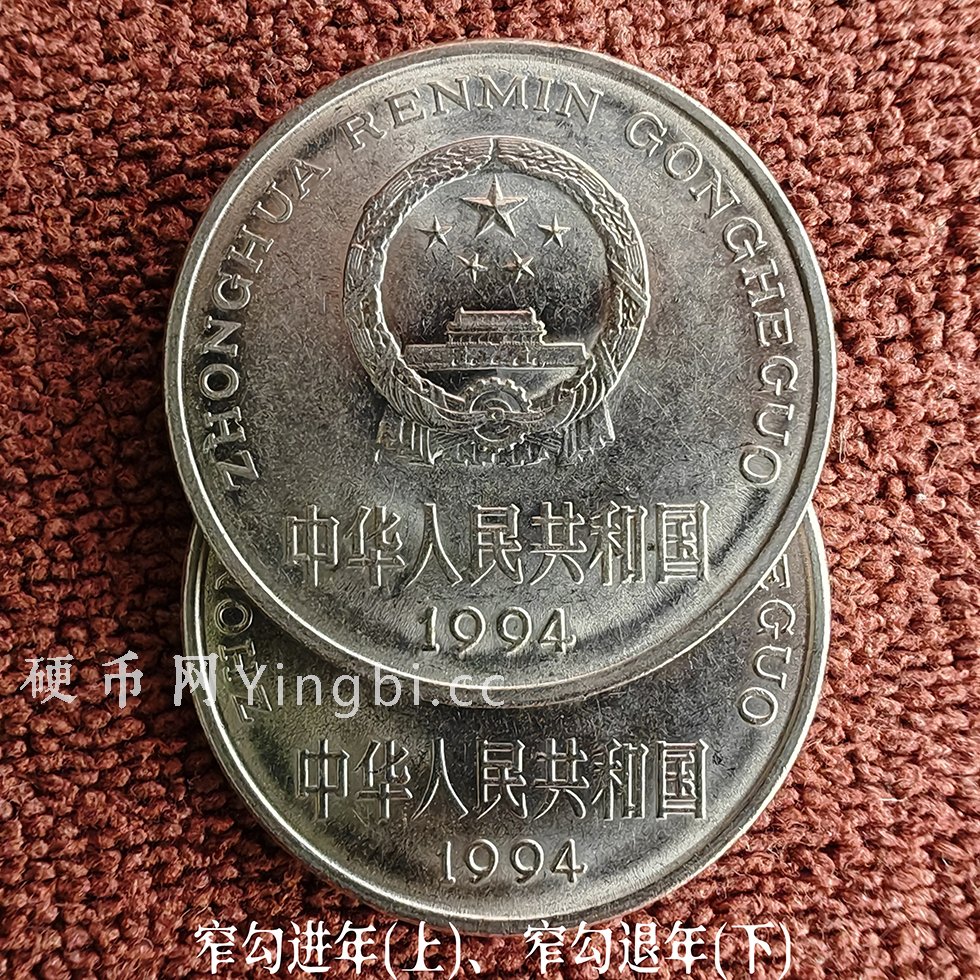 ZHONGHUA RENMIN GONGHEGUO
中华人民共和国
1994
硬币网Yingbi.cc
ZHO
EGUO
中华人民共和国
1994
窄勾进年(上)、窄勾退年(下)